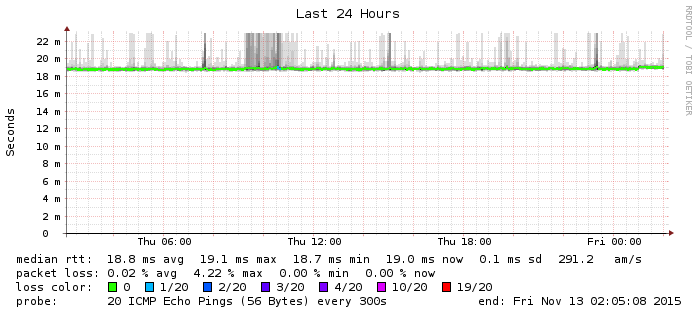 Last 24 Hours
RRDTOOL / TOBI OETIKER
Seconds
22 m
20 m
18 m
16 m
14 m
12 m
10 m
8 m
6 m
4 m
2 m
0
Thu 06:00 Thu 12:00 Thu 18:00 Fri 00:00
median rtt: 18.8 ms avg 19.1 ms max 18.7 ms min 19.0 ms now 0.1 ms sd 291.2 am/s
packet loss: 0.02 % avg 4.22 % max 0.00 % min 0.00 % now
loss color: 0 1/20 2/20 3/20 4/20 10/20 19/20
probe: 20 ICMP Echo Pings (56 Bytes) every 300s end: Fri Nov 13 02:05:08 2015